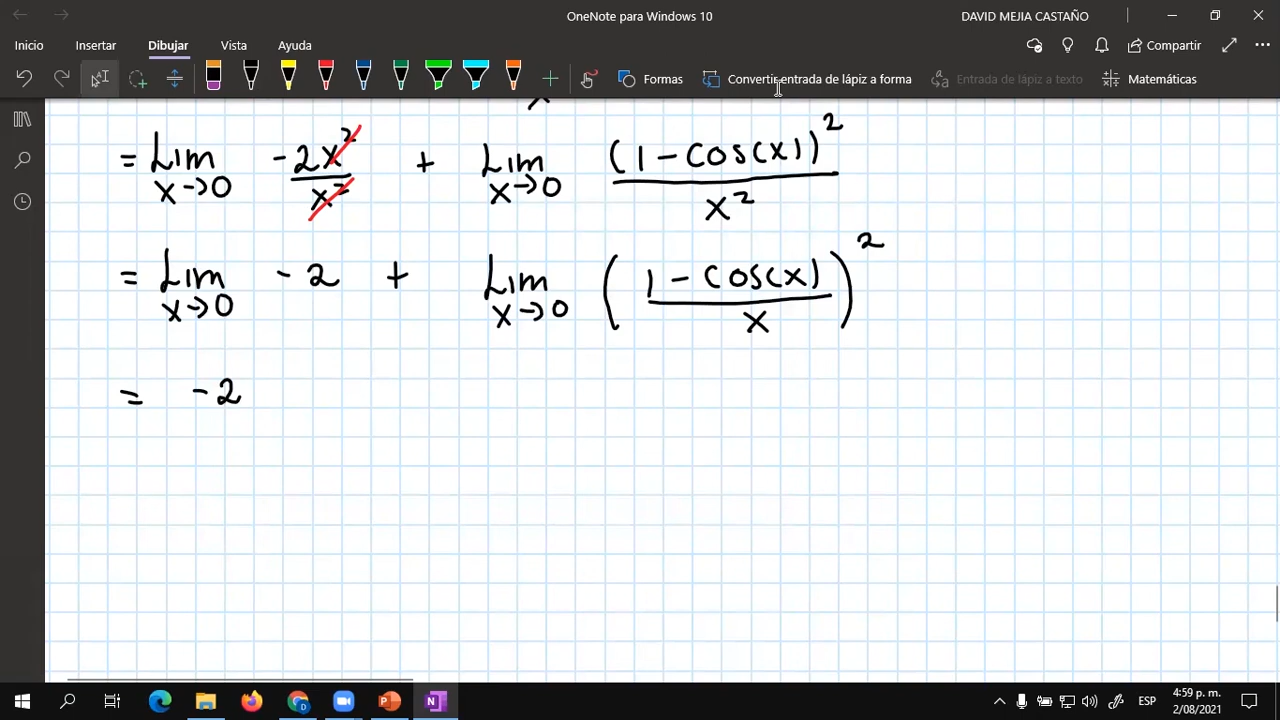 OneNote para Windows 10
DAVID MEJIA CASTAÑO
Inicio Insertar Dibujar Vista Ayuda Compartir
Formas Convertir entrada de lápiz a forma Entrada de lápiz a texto Matemáticas
= Lim x→0 -2x²/x² + Lim x→0 (1-cos(x))²/x²
= Lim x→0 -2 + Lim x→0 (1-cos(x)/x)²
= -2
ESP 4:59 p. m.
2/08/2021